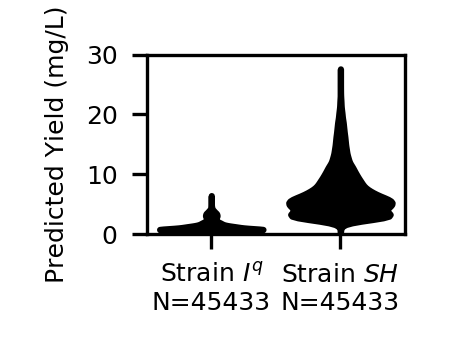 Predicted Yield (mg/L)
30
20
10
0
Strain I^q Strain SH
N=45433 N=45433